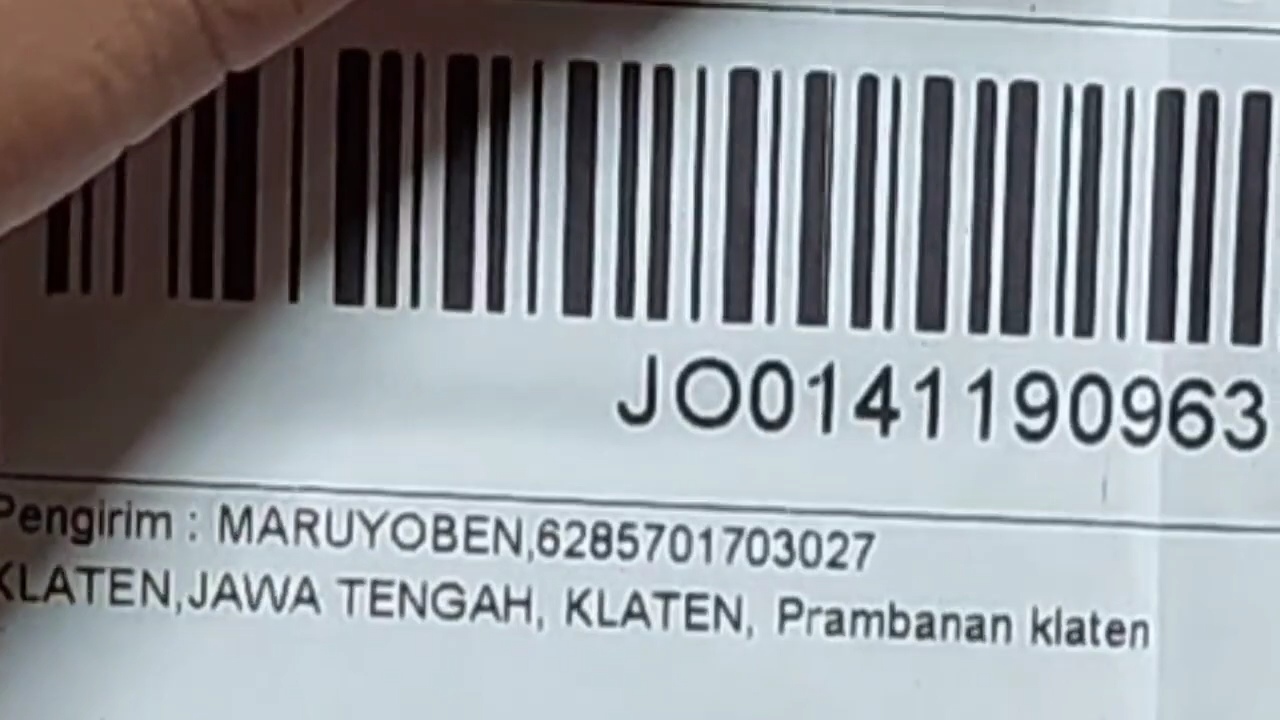 JO0141190963
Pengirim : MARUYOBEN,6285701703027
KLATEN,JAWA TENGAH, KLATEN, Prambanan klaten